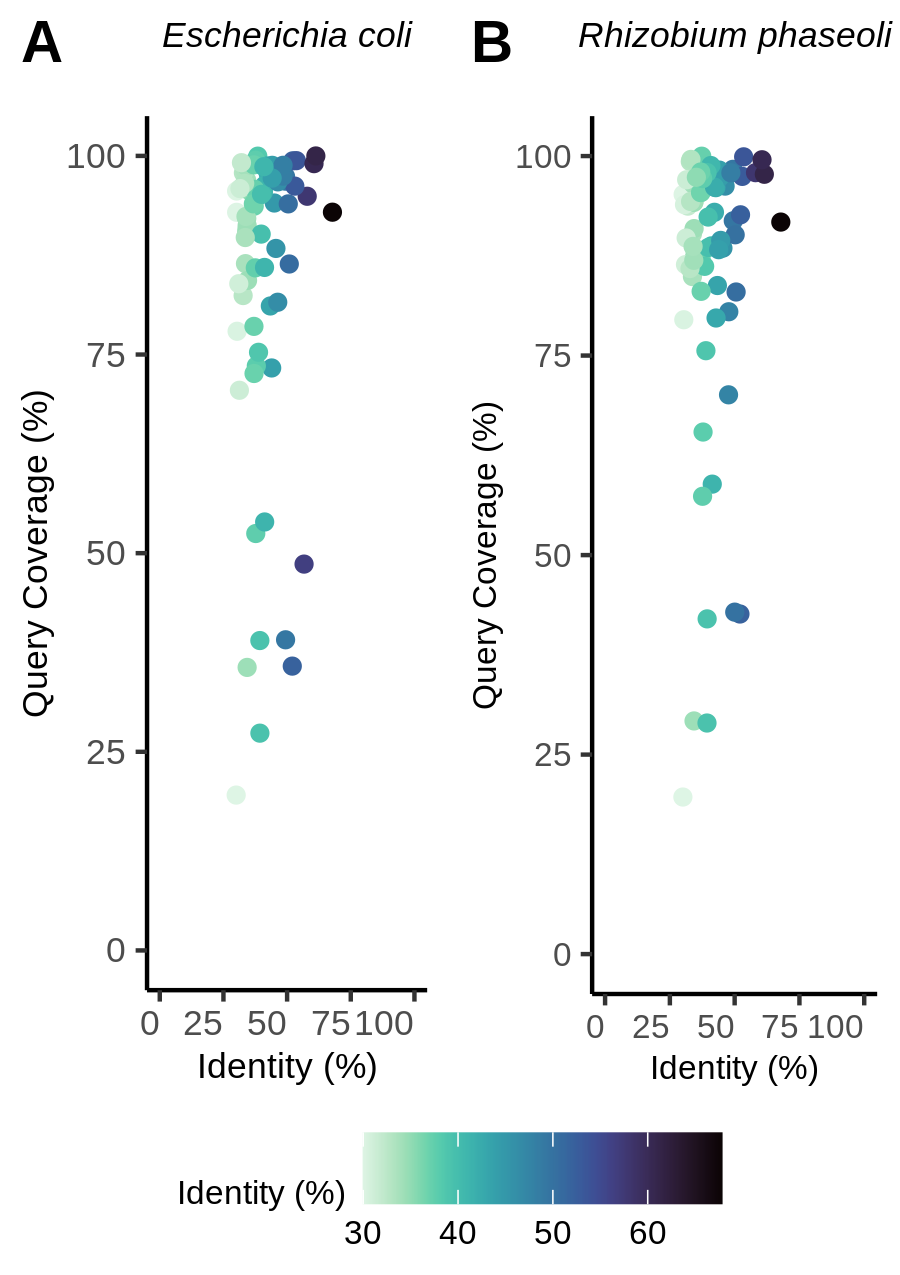 A Escherichia coli
B Rhizobium phaseoli
Query Coverage (%)
100
75
50
25
0
0 25 50 75 100
Identity (%)
Query Coverage (%)
100
75
50
25
0
0 25 50 75 100
Identity (%)
Identity (%)
30 40 50 60